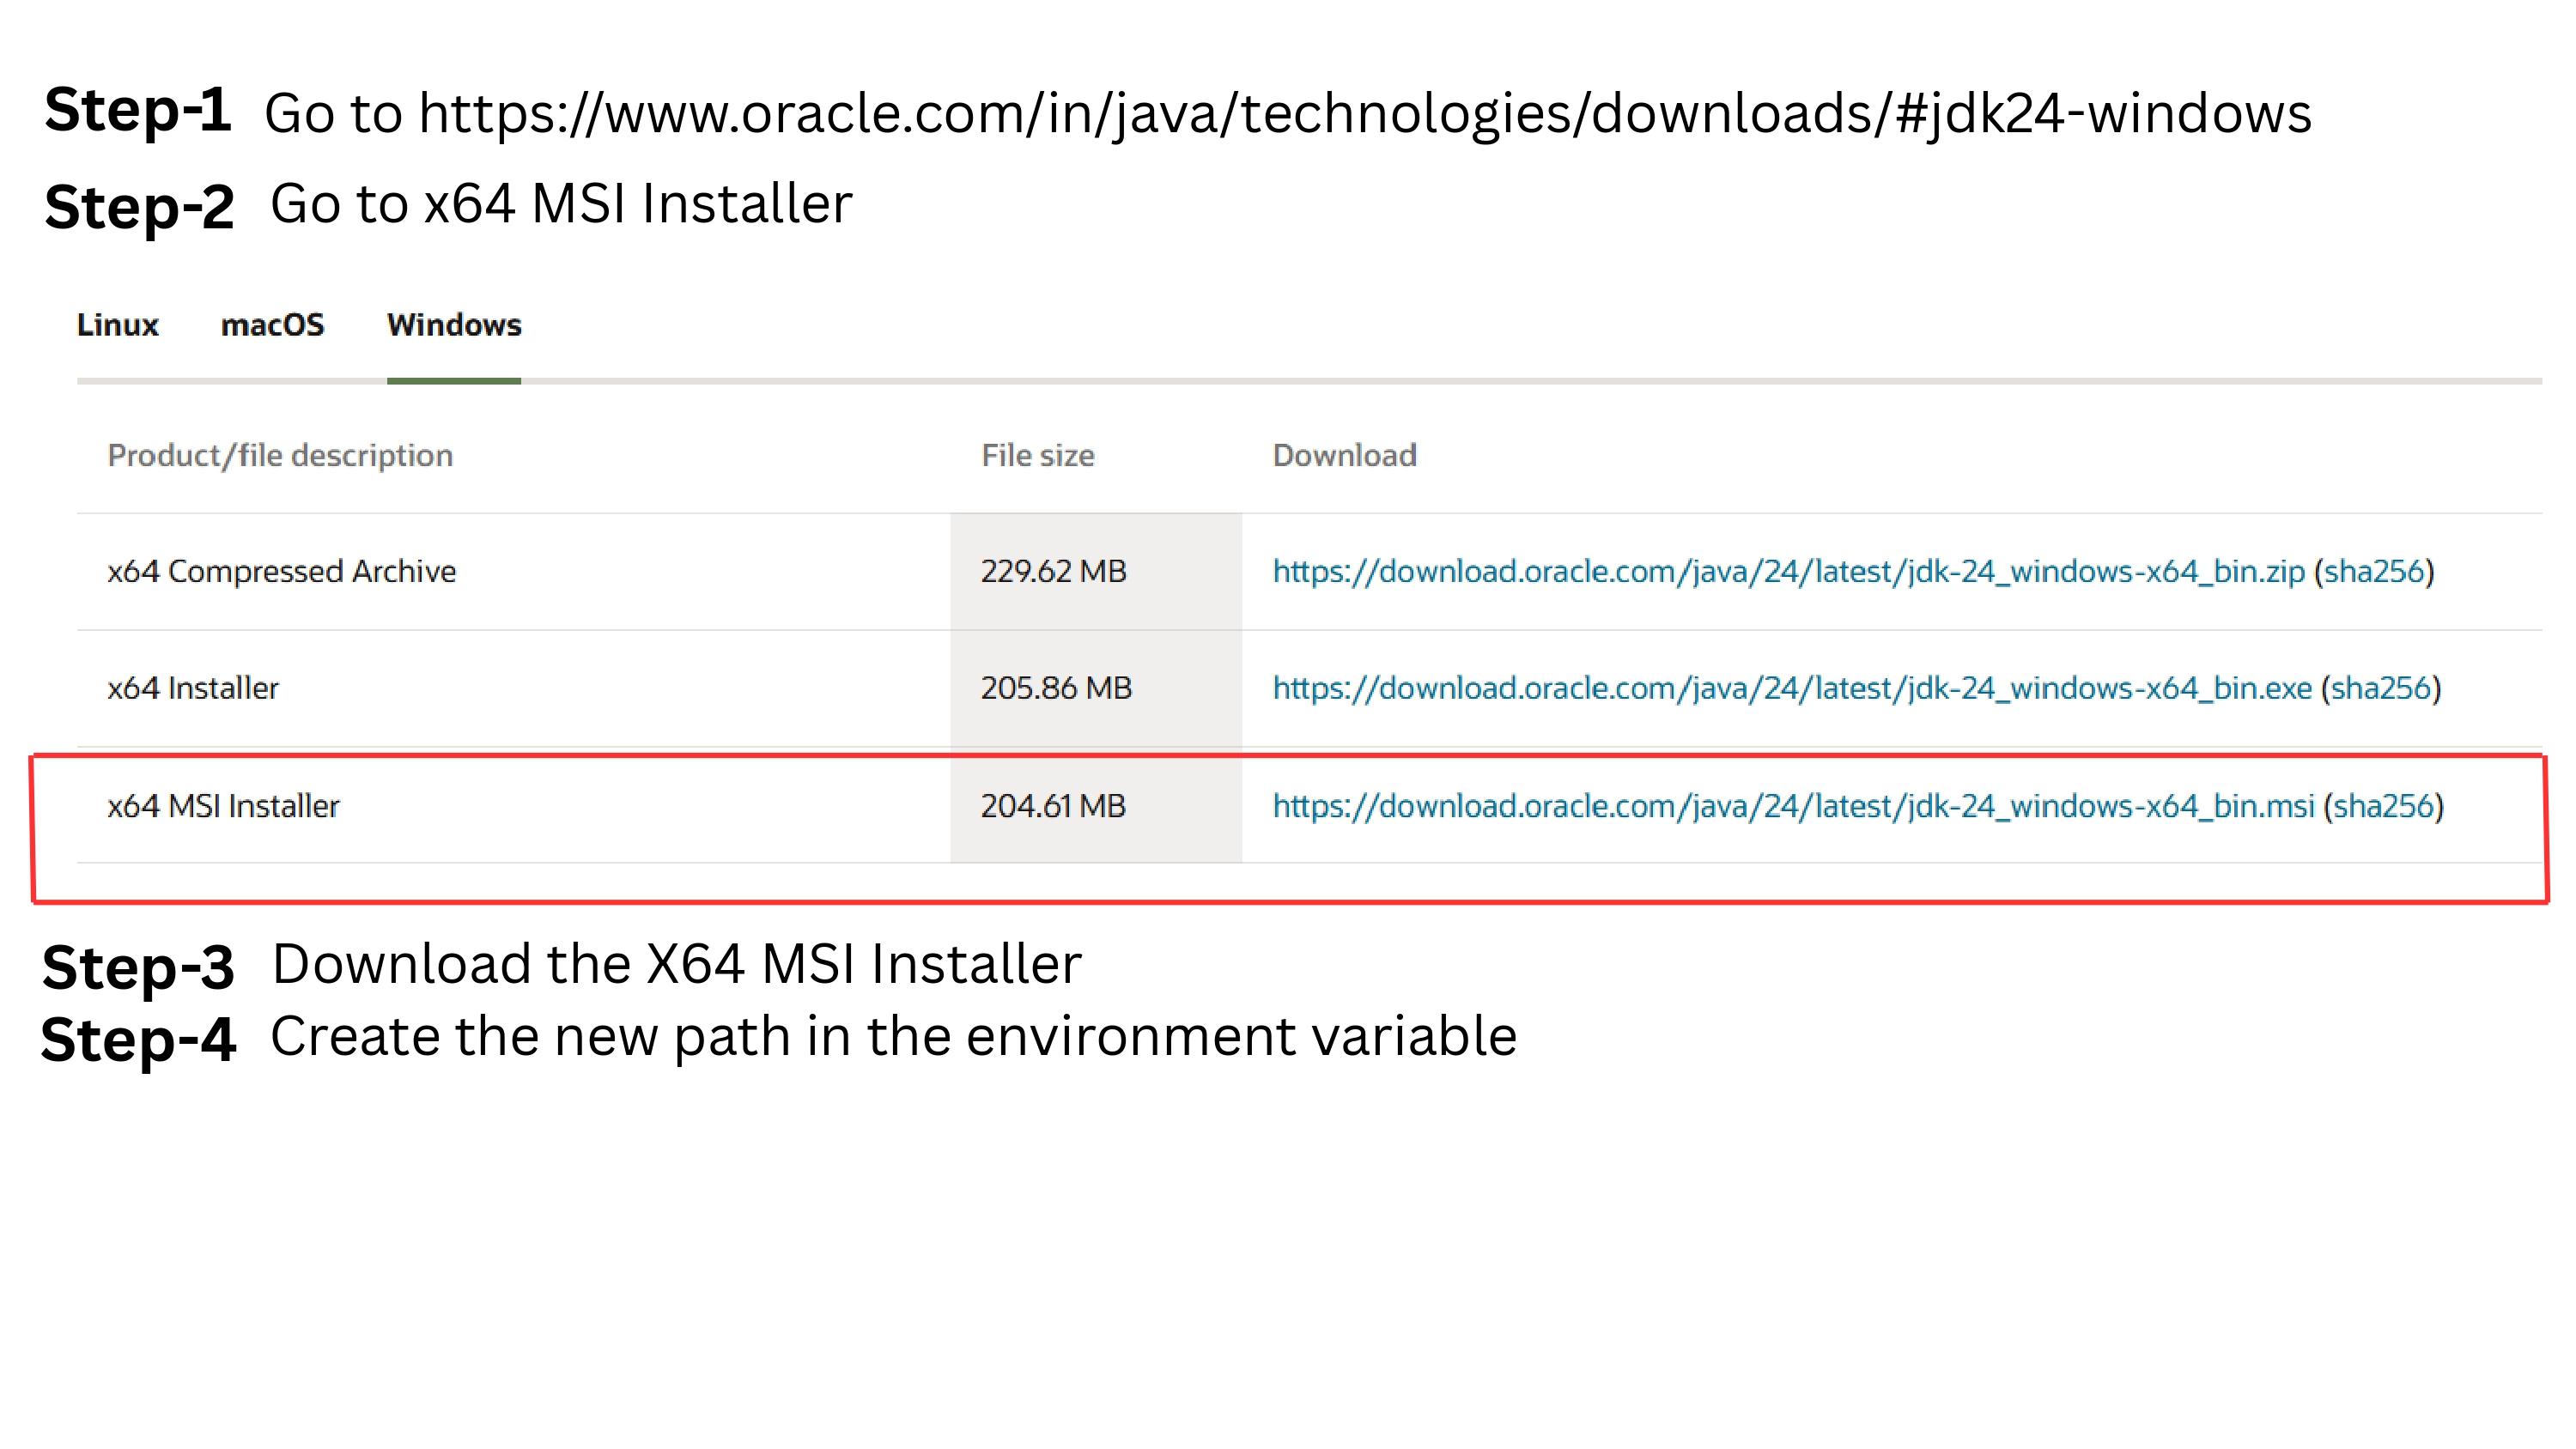 Step-1 Go to https://www.oracle.com/in/java/technologies/downloads/#jdk24-windows
Step-2 Go to x64 MSI Installer
Linux macOS Windows
Product/file description File size Download
x64 Compressed Archive 229.62 MB https://download.oracle.com/java/24/latest/jdk-24_windows-x64_bin.zip (sha256)
x64 Installer 205.86 MB https://download.oracle.com/java/24/latest/jdk-24_windows-x64_bin.exe (sha256)
x64 MSI Installer 204.61 MB https://download.oracle.com/java/24/latest/jdk-24_windows-x64_bin.msi (sha256)
Step-3 Download the X64 MSI Installer
Step-4 Create the new path in the environment variable